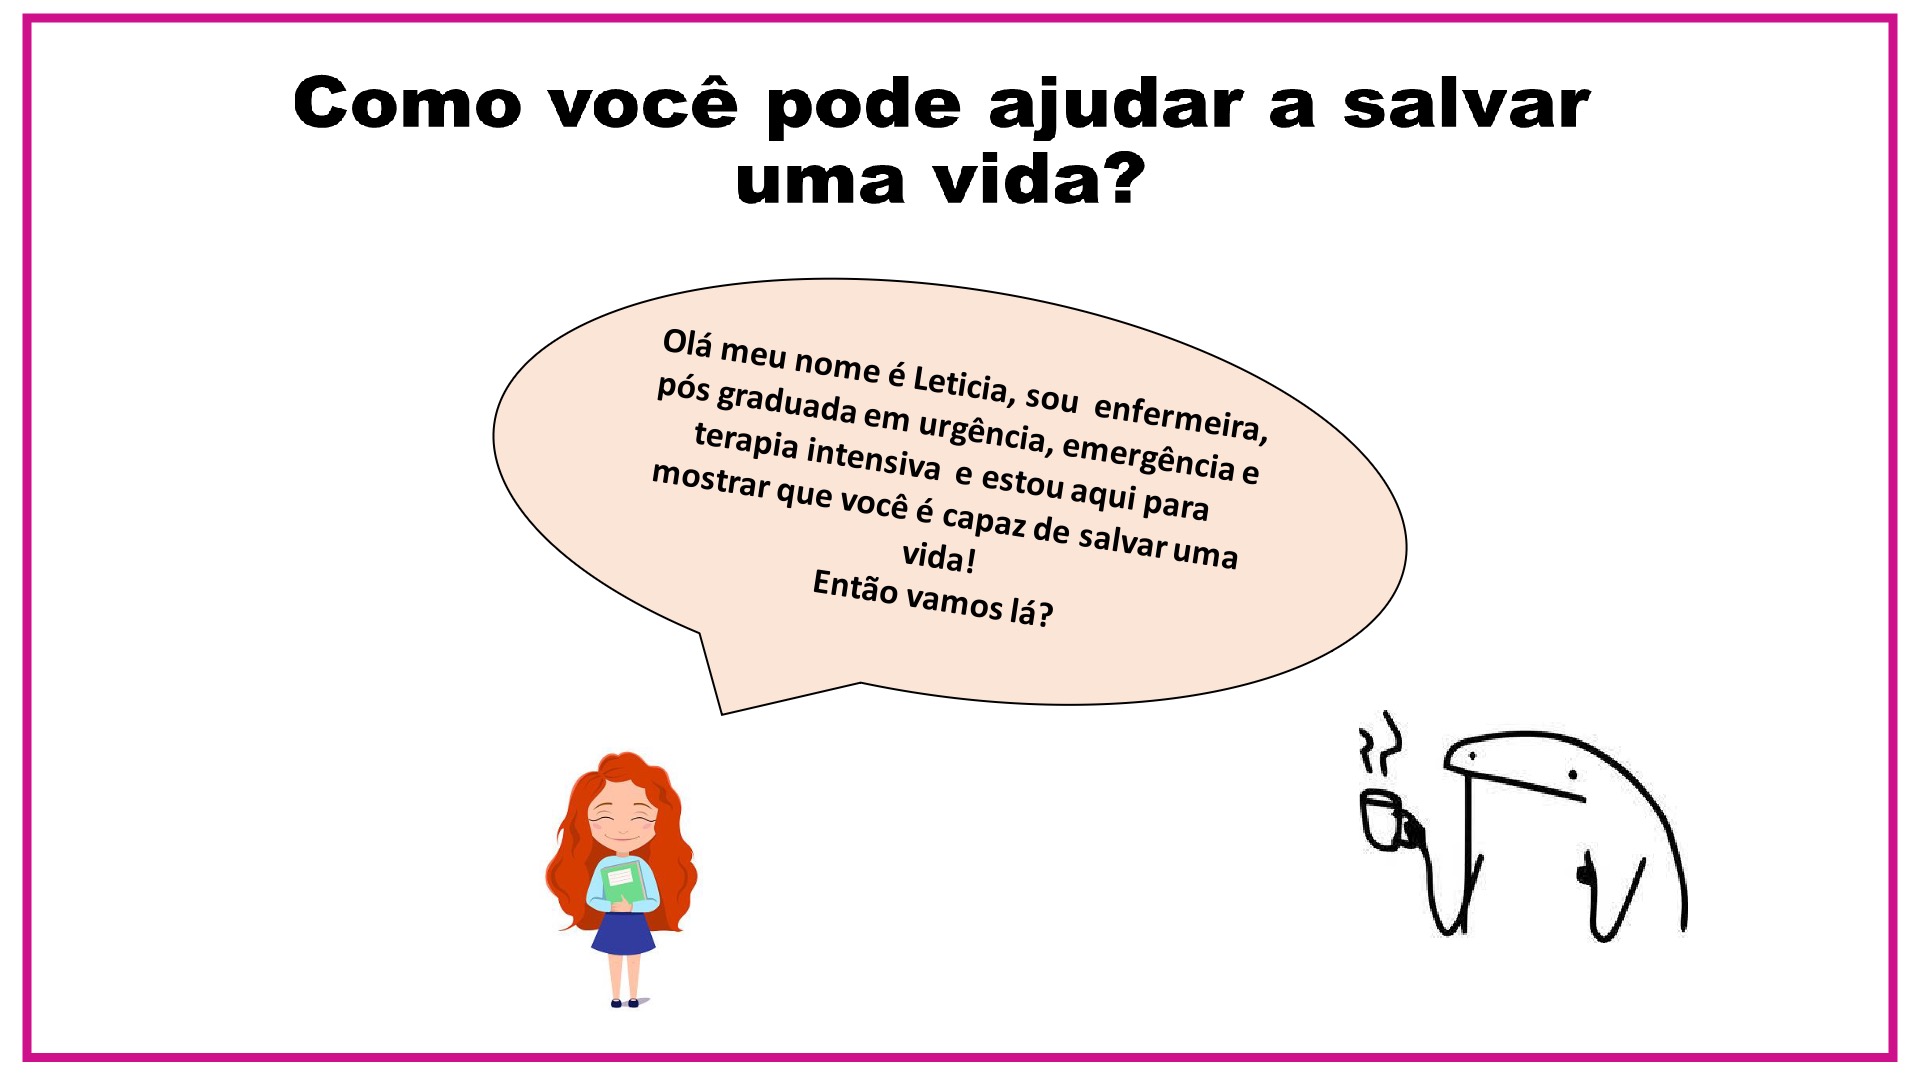 Como você pode ajudar a salvar
uma vida?
Olá meu nome é Leticia, sou enfermeira,
pós graduada em urgência, emergência e
terapia intensiva e estou aqui para
mostrar que você é capaz de salvar uma
vida!
Então vamos lá?